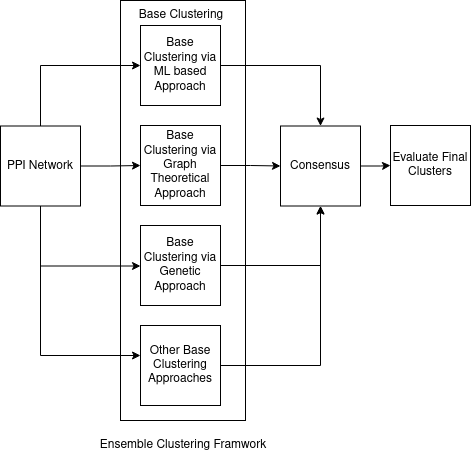 Base Clustering
Base
Clustering via
ML based
Approach
PPI Network
Base
Clustering via
Graph
Theoretical
Approach
Consensus
Evaluate Final
Clusters
Base
Clustering via
Genetic
Approach
Other Base
Clustering
Approaches
Ensemble Clustering Framwork